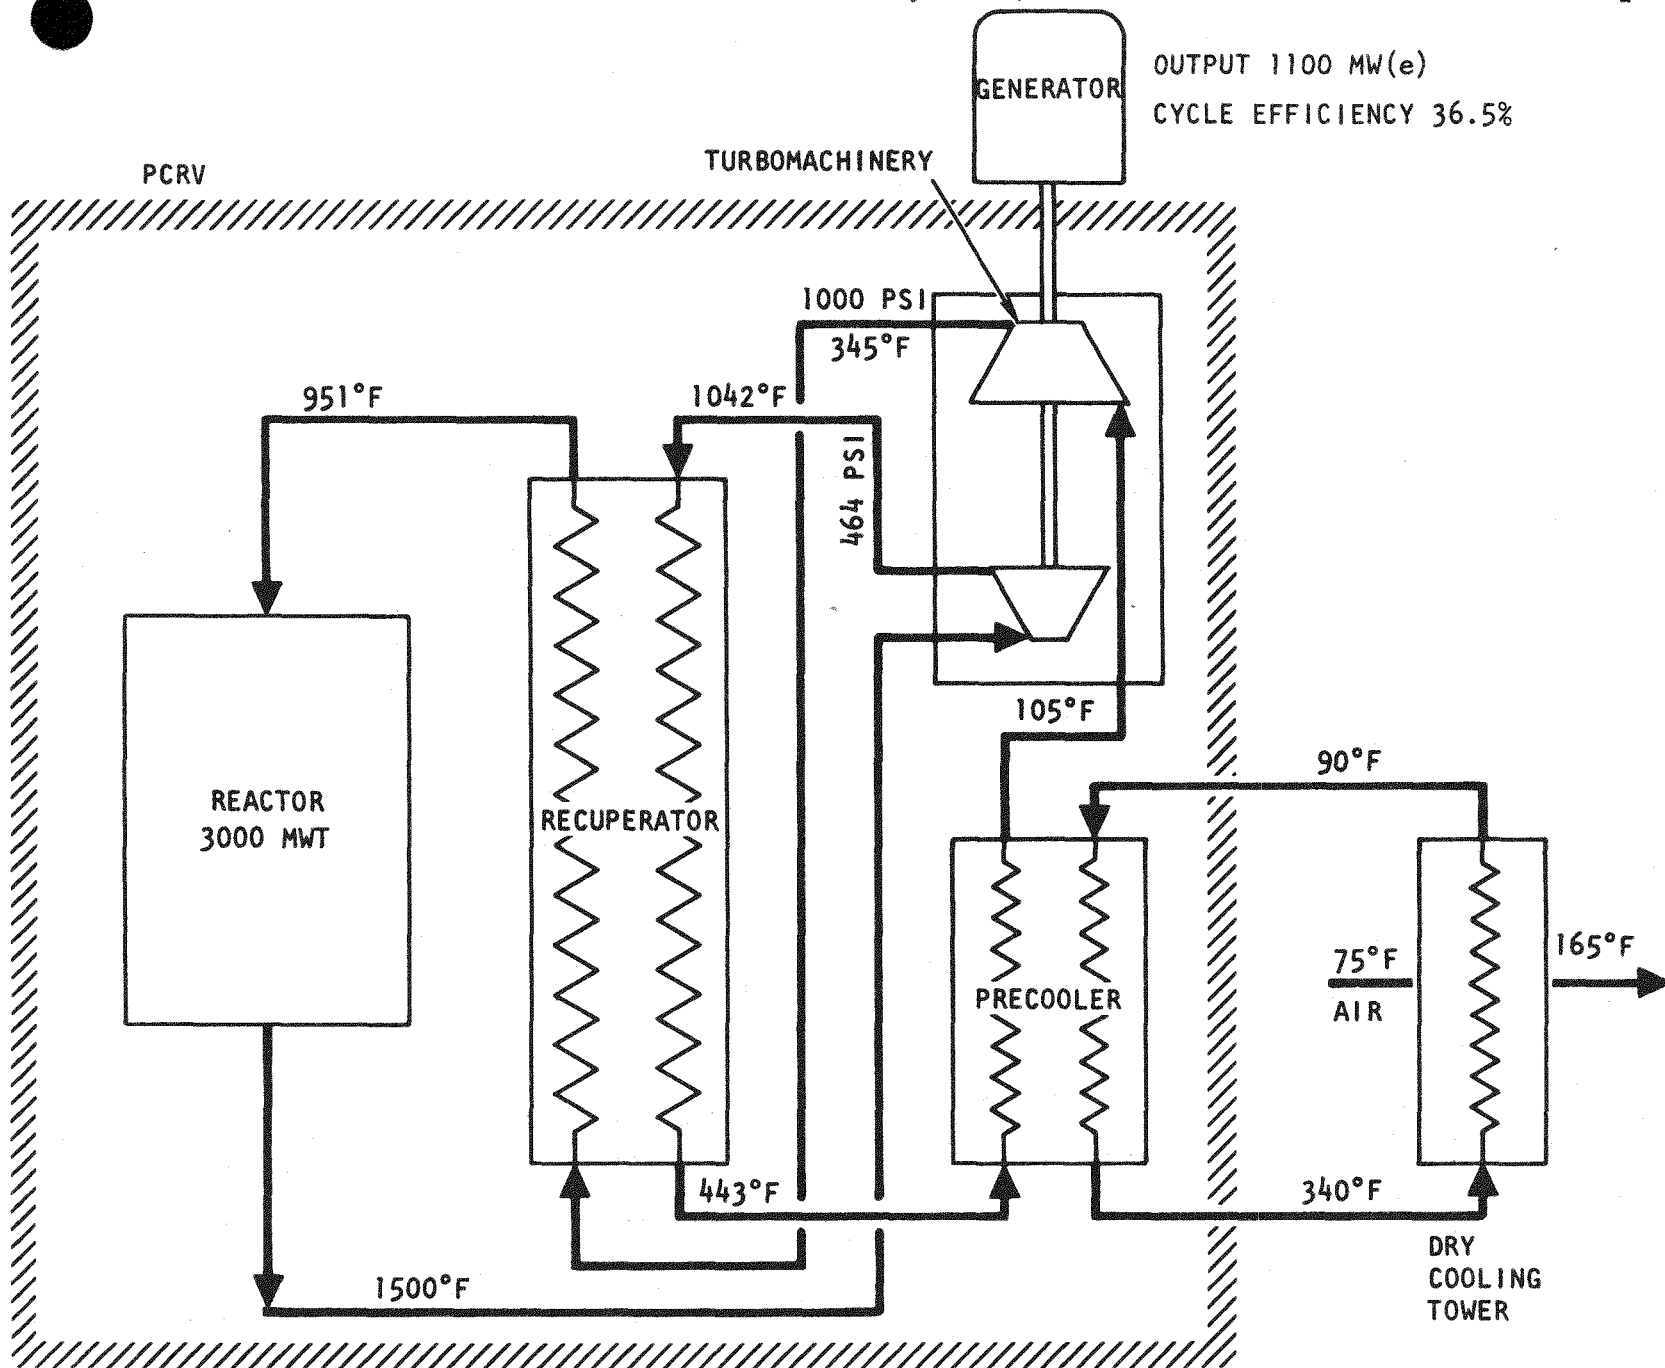 GENERATOR
OUTPUT 1100 MW(e)
CYCLE EFFICIENCY 36.5%
TURBOMACHINERY
PCRV
1000 PSI
345°F
951°F
1042°F
464 PSI
105°F
90°F
REACTOR
3000 MWT
RECUPERATOR
PRECOOLER
75°F
AIR
165°F
443°F
340°F
1500°F
DRY
COOLING
TOWER